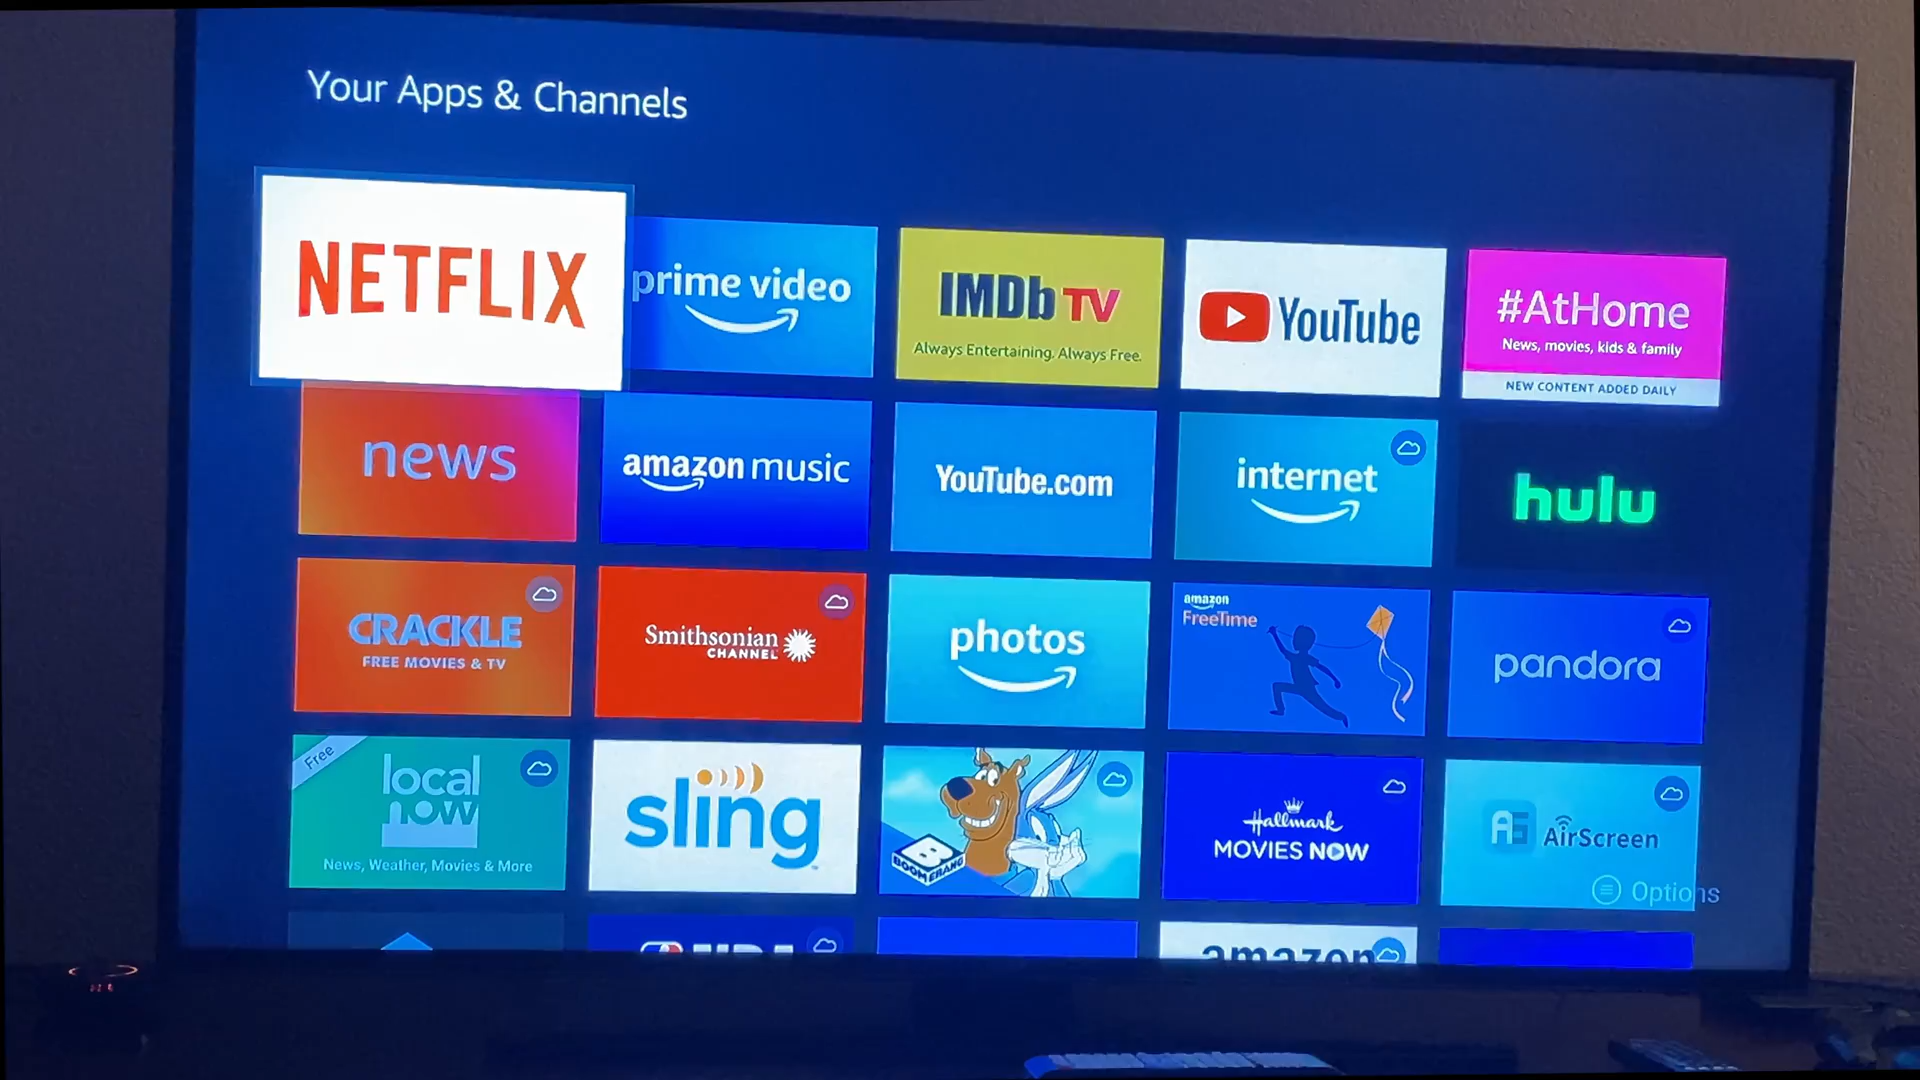 Your Apps & Channels
NETFLIX
prime video
IMDb TV
Always Entertaining. Always Free.
YouTube
#AtHome
News, movies, kids & family
NEW CONTENT ADDED DAILY
news
amazon music
YouTube.com
internet
hulu
CRACKLE
FREE MOVIES & TV
Smithsonian
CHANNEL
photos
amazon
FreeTime
pandora
Free
local
now
News, Weather, Movies & More
sling
BOOMERANG
Hallmark
MOVIES NOW
AS AirScreen
Options
amazon